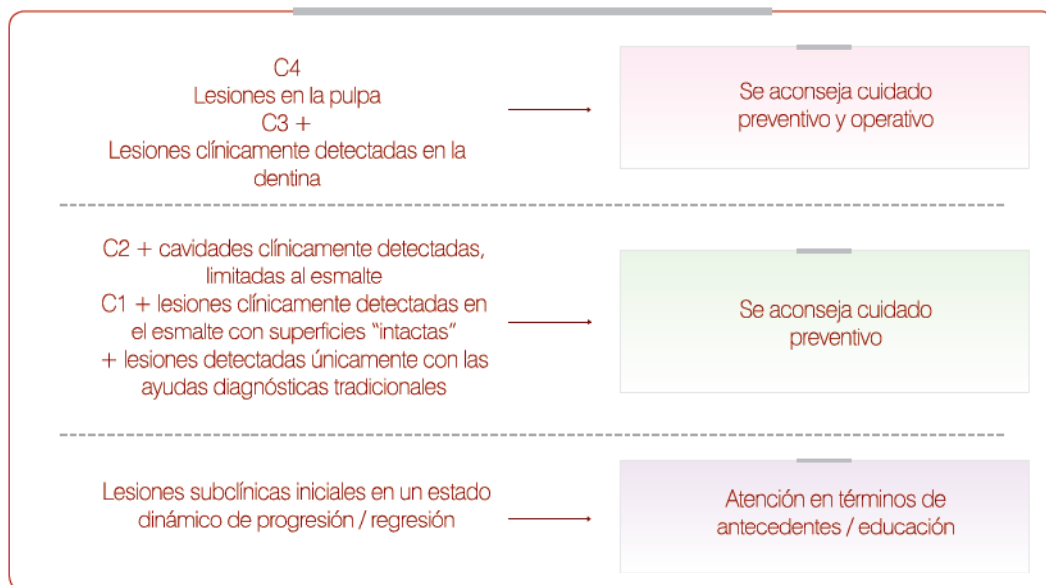 C4
Lesiones en la pulpa
C3 +
Lesiones clínicamente detectadas en la
dentina
Se aconseja cuidado
preventivo y operativo
C2 + cavidades clínicamente detectadas,
limitadas al esmalte
C1 + lesiones clínicamente detectadas en
el esmalte con superficies “intactas”
+ lesiones detectadas únicamente con las
ayudas diagnósticas tradicionales
Se aconseja cuidado
preventivo
Lesiones subclínicas iniciales en un estado
dinámico de progresión / regresión
Atención en términos de
antecedentes / educación